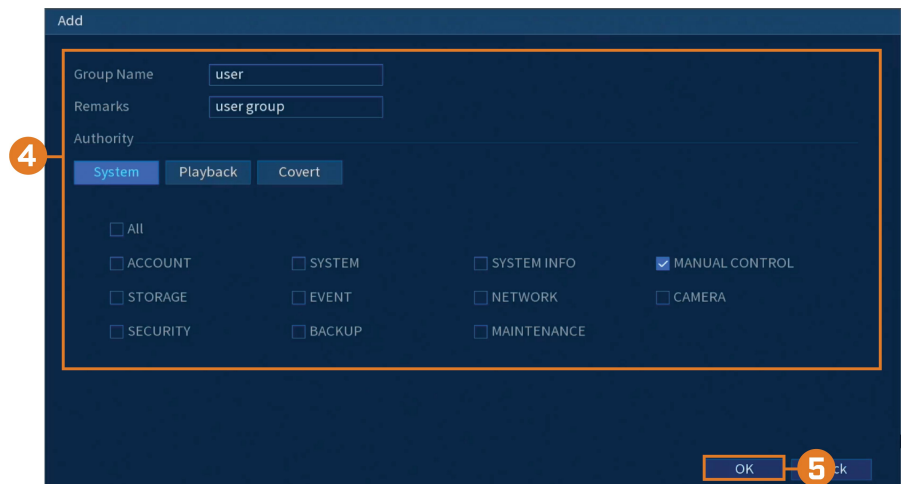 Add
Group Name user
Remarks user group
Authority
4
System Playback Covert
All
ACCOUNT SYSTEM SYSTEM INFO MANUAL CONTROL
STORAGE EVENT NETWORK CAMERA
SECURITY BACKUP MAINTENANCE
OK 5